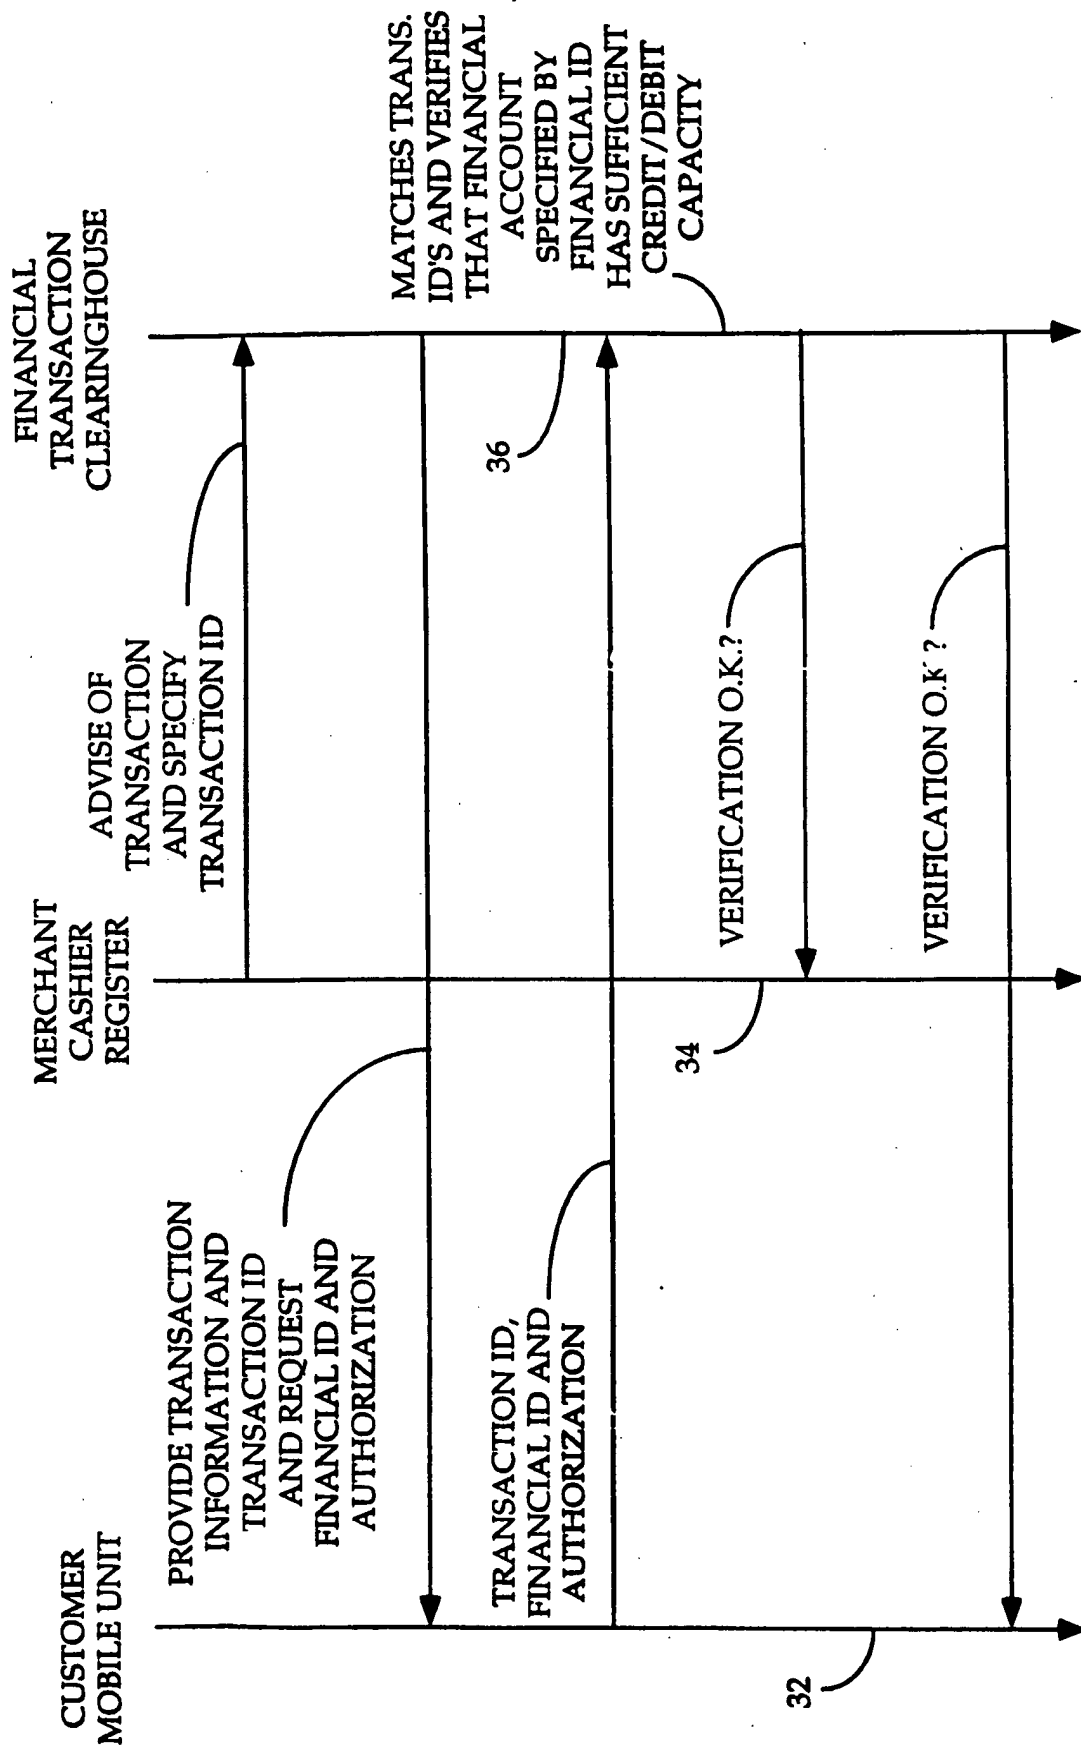 CUSTOMER
MOBILE UNIT
MERCHANT
CASHIER
REGISTER
FINANCIAL
TRANSACTION
CLEARINGHOUSE
ADVISE OF
TRANSACTION
AND SPECIFY
TRANSACTION ID
PROVIDE TRANSACTION
INFORMATION AND
TRANSACTION ID
AND REQUEST
FINANCIAL ID AND
AUTHORIZATION
36
TRANSACTION ID,
FINANCIAL ID AND
AUTHORIZATION
MATCHES TRANS.
ID'S AND VERIFIES
THAT FINANCIAL
ACCOUNT
SPECIFIED BY
FINANCIAL ID
HAS SUFFICIENT
CREDIT/DEBIT
CAPACITY
34
VERIFICATION O.K.?
32
VERIFICATION O.K ?